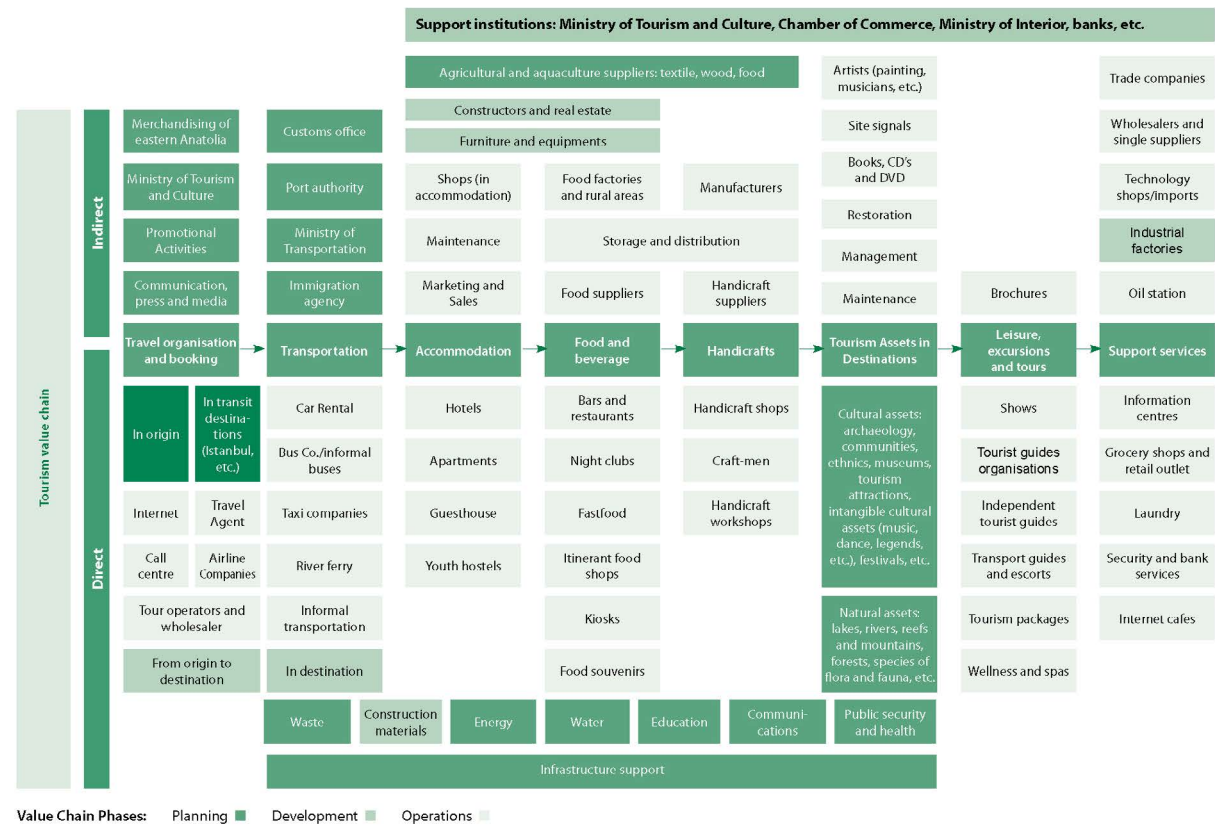 Support institutions: Ministry of Tourism and Culture, Chamber of Commerce, Ministry of Interior, banks, etc.
Agricultural and aquaculture suppliers: textile, wood, food
Constructors and real estate
Furniture and equipments
Tourism value chain
Indirect
Merchandising of
eastern Anatolia
Ministry of Tourism
and Culture
Promotional
Activities
Communication,
press and media
Customs office
Port authority
Ministry of
Transportation
Immigration
agency
Shops (in
accommodation)
Maintenance
Marketing and
Sales
Food factories
and rural areas
Manufacturers
Storage and distribution
Food suppliers
Handicraft
suppliers
Artists (painting,
musicians, etc.)
Site signals
Books, CD's
and DVD
Restoration
Management
Maintenance
Brochures
Trade companies
Wholesalers and
single suppliers
Technology
shops/imports
Industrial
factories
Oil station
Travel organisation
and booking
Transportation
Accommodation
Food and
beverage
Handicrafts
Tourism Assets in
Destinations
Leisure,
excursions
and tours
Support services
Direct
In origin
In transit
destina-
tions
(Istanbul,
etc.)
Internet
Travel
Agent
Call
centre
Airline
Companies
Tour operators and
wholesaler
From origin to
destination
Car Rental
Bus Co./informal
buses
Taxi companies
River ferry
Informal
transportation
In destination
Hotels
Apartments
Guesthouse
Youth hostels
Bars and
restaurants
Night clubs
Fastfood
Itinerant food
shops
Kiosks
Food souvenirs
Handicraft shops
Craft-men
Handicraft
workshops
Cultural assets:
archaeology,
communities,
ethnics, museums,
tourism
attractions,
intangible cultural
assets (music,
dance, legends,
etc.), festivals, etc.
Natural assets:
lakes, rivers, reefs
and mountains,
forests, species of
flora and fauna, etc.
Shows
Tourist guides
organisations
Independent
tourist guides
Transport guides
and escorts
Tourism packages
Wellness and spas
Information
centres
Grocery shops and
retail outlet
Laundry
Security and bank
services
Internet cafes
Waste
Construction
materials
Energy
Water
Education
Communi-
cations
Public security
and health
Infrastructure support
Value Chain Phases: Planning Development Operations